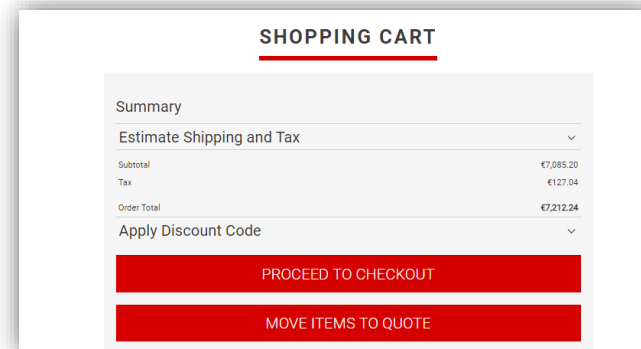 SHOPPING CART
Summary
Estimate Shipping and Tax
Subtotal €7,085.20
Tax €127.04
Order Total €7,212.24
Apply Discount Code
PROCEED TO CHECKOUT
MOVE ITEMS TO QUOTE